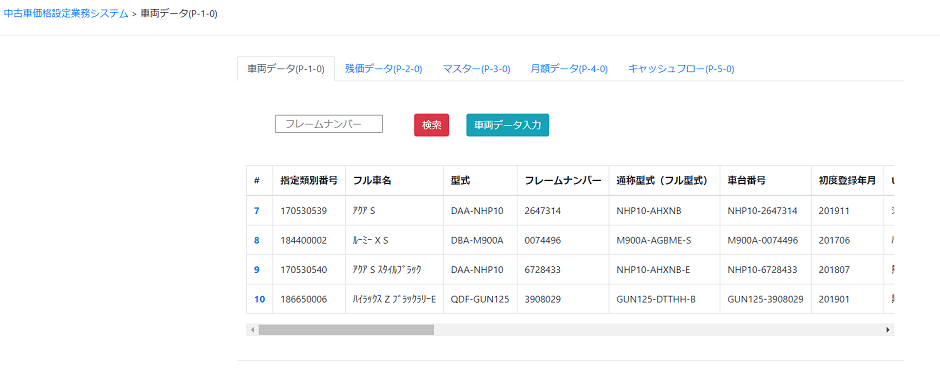 中古車価格設定業務システム > 車両データ(P-1-0)
車両データ(P-1-0) 残価データ(P-2-0) マスター(P-3-0) 月額データ(P-4-0) キャッシュフロー(P-5-0)
フレームナンバー 検索 車両データ入力
# 指定類別番号 フル車名 型式 フレームナンバー 通称型式（フル型式） 車台番号 初度登録年月
7 170530539 ｱｸｱ S DAA-NHP10 2647314 NHP10-AHXNB NHP10-2647314 201911
8 184400002 ﾙｰﾐｰ X S DBA-M900A 0074496 M900A-AGBME-S M900A-0074496 201706
9 170530540 ｱｸｱ S ｽﾀｲﾙﾌﾞﾗｯｸ DAA-NHP10 6728433 NHP10-AHXNB-E NHP10-6728433 201807
10 186650006 ﾊｲﾗｯｸｽ Z ﾌﾞﾗｯｸﾗﾘｰE QDF-GUN125 3908029 GUN125-DTTHH-B GUN125-3908029 201901